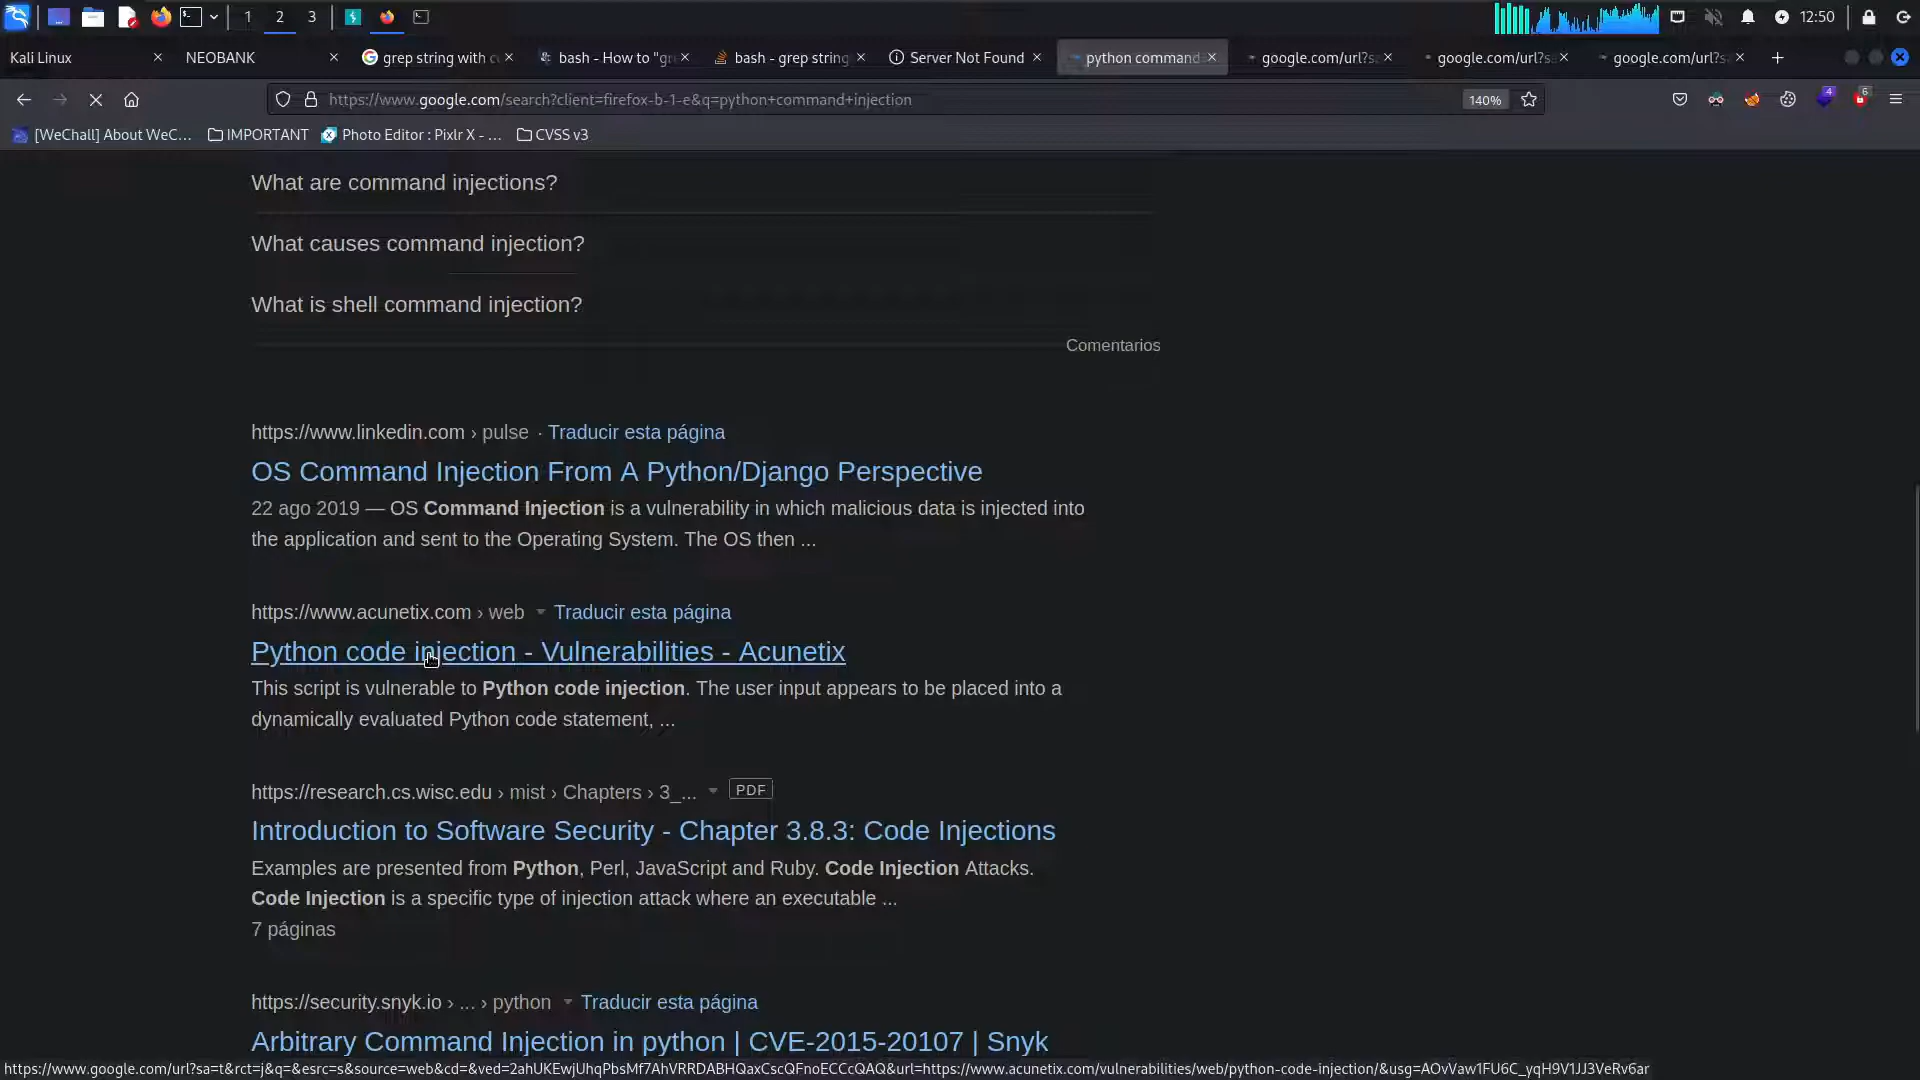 1 2 3
12:50
Kali Linux
NEOBANK
grep string with c
bash - How to "gr
bash - grep string
Server Not Found
python command
google.com/url?s
google.com/url?s
google.com/url?s
https://www.google.com/search?client=firefox-b-1-e&q=python+command+injection
140%
4
6
[WeChall] About WeC...
IMPORTANT
Photo Editor : Pixlr X - ...
CVSS v3
What are command injections?
What causes command injection?
What is shell command injection?
Comentarios
https://www.linkedin.com › pulse · Traducir esta página
OS Command Injection From A Python/Django Perspective
22 ago 2019 — OS Command Injection is a vulnerability in which malicious data is injected into
the application and sent to the Operating System. The OS then ...
https://www.acunetix.com › web Traducir esta página
Python code injection - Vulnerabilities - Acunetix
This script is vulnerable to Python code injection. The user input appears to be placed into a
dynamically evaluated Python code statement, ...
https://research.cs.wisc.edu › mist › Chapters › 3_... PDF
Introduction to Software Security - Chapter 3.8.3: Code Injections
Examples are presented from Python, Perl, JavaScript and Ruby. Code Injection Attacks.
Code Injection is a specific type of injection attack where an executable ...
7 páginas
https://security.snyk.io › ... › python Traducir esta página
Arbitrary Command Injection in python | CVE-2015-20107 | Snyk
https://www.google.com/url?sa=t&rct=j&q=&esrc=s&source=web&cd=&ved=2ahUKEwjUhqPbsMf7AhVRRDABHQaxCscQFnoECCcQAQ&url=https://www.acunetix.com/vulnerabilities/web/python-code-injection/&usg=AOvVaw1FU6C_yqH9V1JJ3VeRv6ar